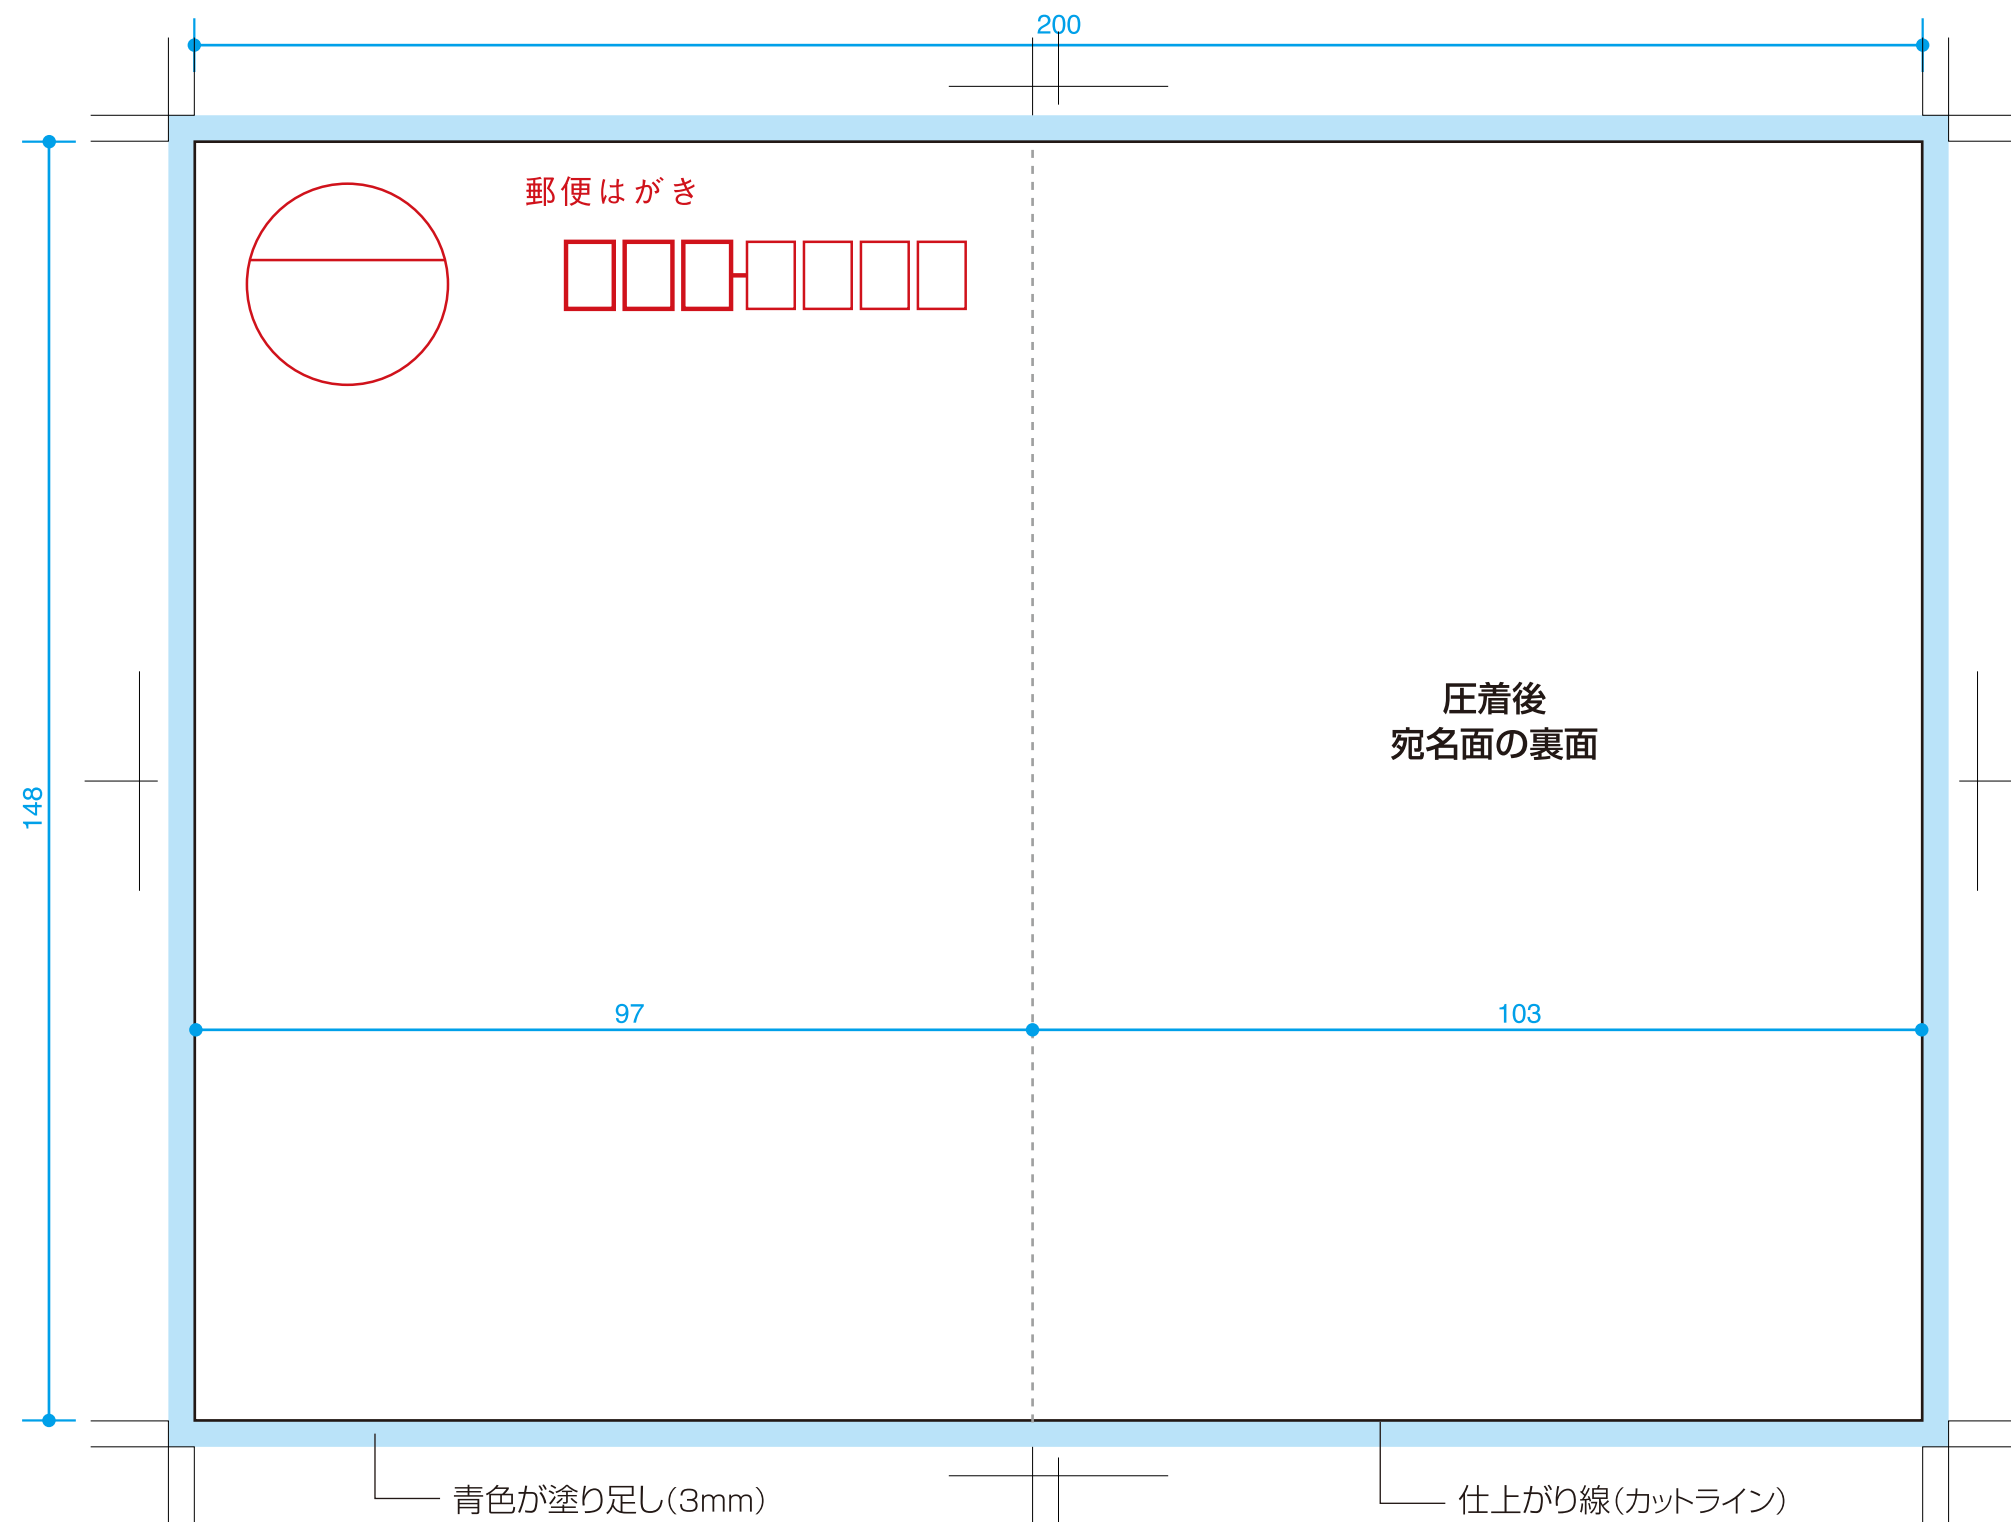 200
郵便はがき
圧着後
宛名面の裏面
148
97
103
青色が塗り足し(3mm)
仕上がり線(カットライン)